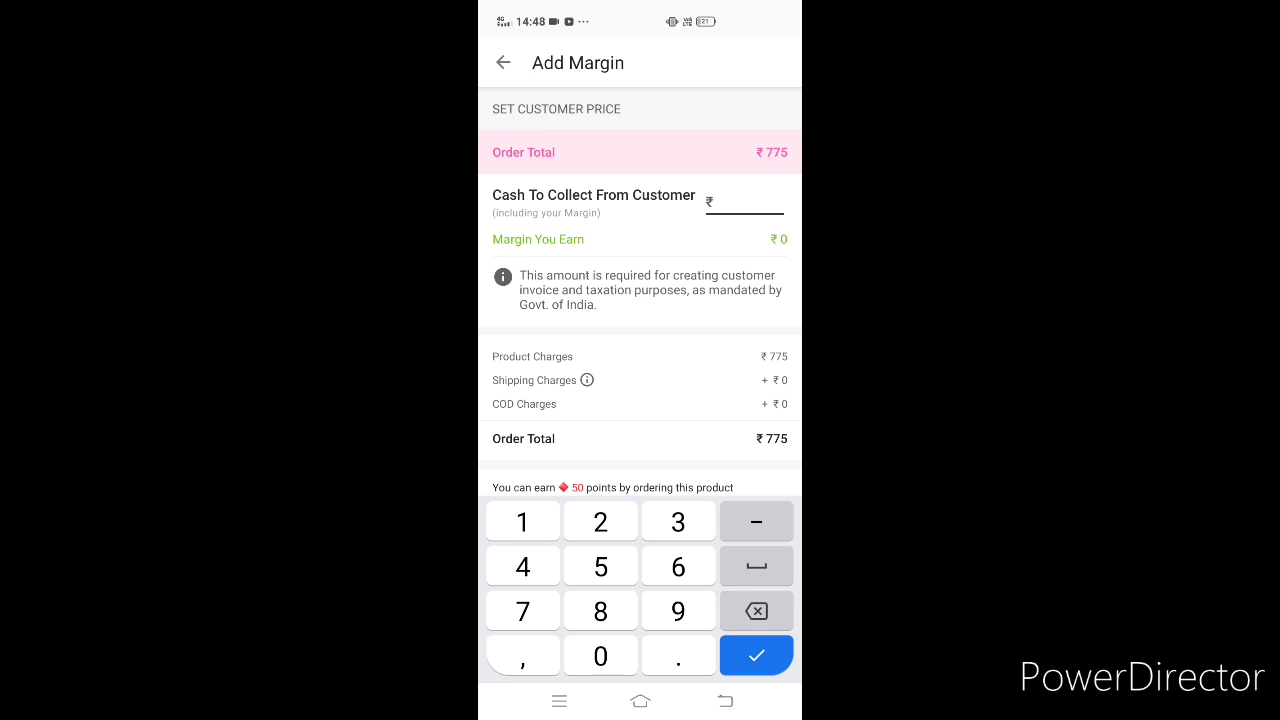 4G 14:48 ... VoLTE 21
Add Margin
SET CUSTOMER PRICE
Order Total ₹ 775
Cash To Collect From Customer ₹
(including your Margin)
Margin You Earn ₹ 0
This amount is required for creating customer
invoice and taxation purposes, as mandated by
Govt. of India.
Product Charges ₹ 775
Shipping Charges + ₹ 0
COD Charges + ₹ 0
Order Total ₹ 775
You can earn 50 points by ordering this product
1 2 3 -
4 5 6
7 8 9
, 0 .
PowerDirector